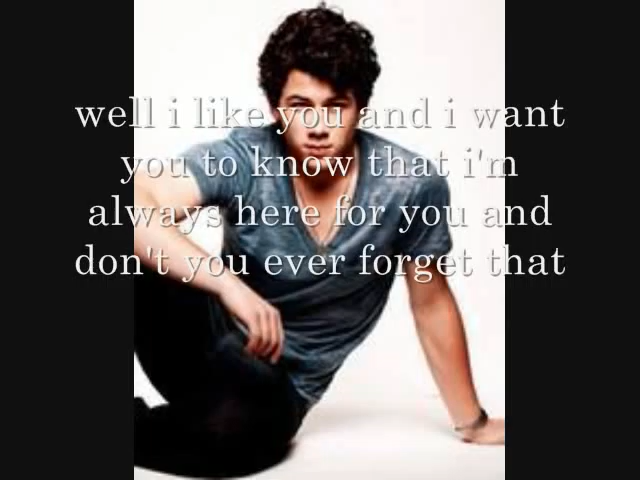 well i like you and i want
you to know that i'm
always here for you and
don't you ever forget that